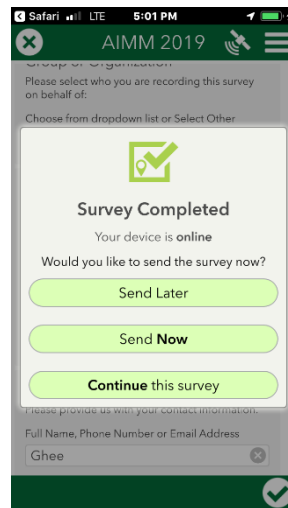 Safari LTE 5:01 PM
AIMM 2019
Group or Organization
Please select who you are recording this survey
on behalf of:
Choose from dropdown list or Select Other
Survey Completed
Your device is online
Would you like to send the survey now?
Send Later
Send Now
Continue this survey
Please provide us with your contact information.
Full Name, Phone Number or Email Address
Ghee